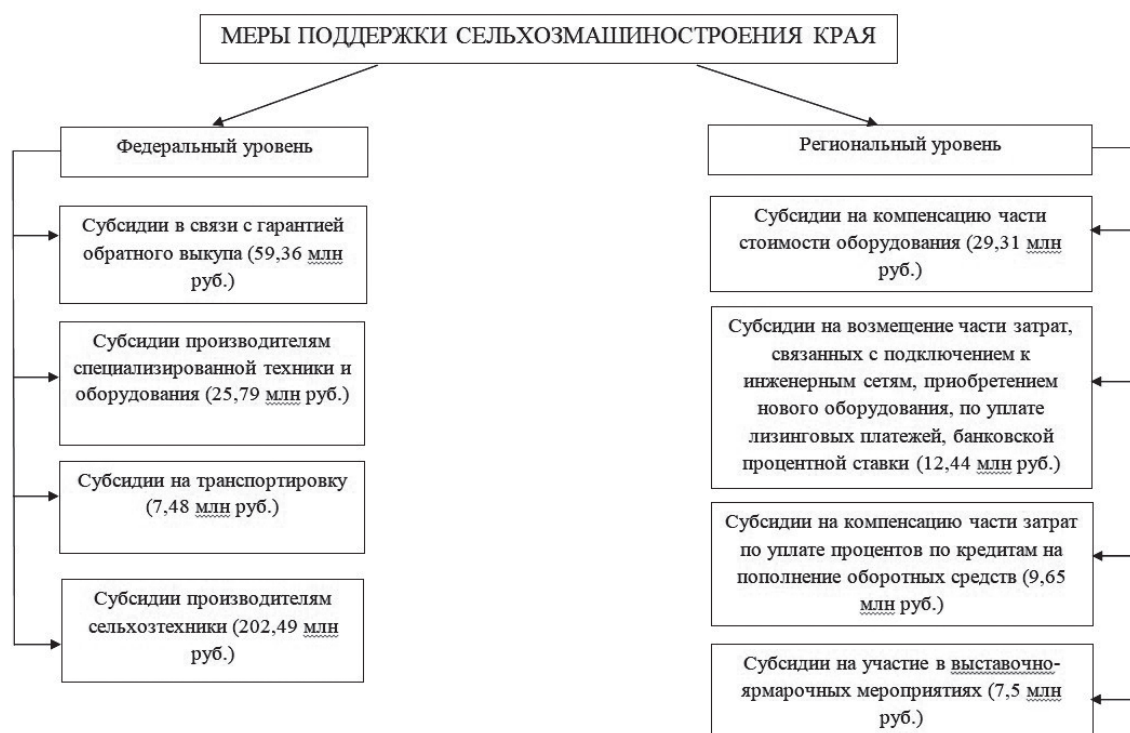 МЕРЫ ПОДДЕРЖКИ СЕЛЬХОЗМАШИНОСТРОЕНИЯ КРАЯ
Федеральный уровень
Субсидии в связи с гарантией
обратного выкупа (59,36 млн
руб.)
Субсидии производителям
специализированной техники и
оборудования (25,79 млн руб.)
Субсидии на транспортировку
(7,48 млн руб.)
Субсидии производителям
сельхозтехники (202,49 млн
руб.)
Региональный уровень
Субсидии на компенсацию части
стоимости оборудования (29,31 млн
руб.)
Субсидии на возмещение части затрат,
связанных с подключением к
инженерным сетям, приобретением
нового оборудования, по уплате
лизинговых платежей, банковской
процентной ставки (12,44 млн руб.)
Субсидии на компенсацию части затрат
по уплате процентов по кредитам на
пополнение оборотных средств (9,65
млн руб.)
Субсидии на участие в выставочно-
ярмарочных мероприятиях (7,5 млн
руб.)